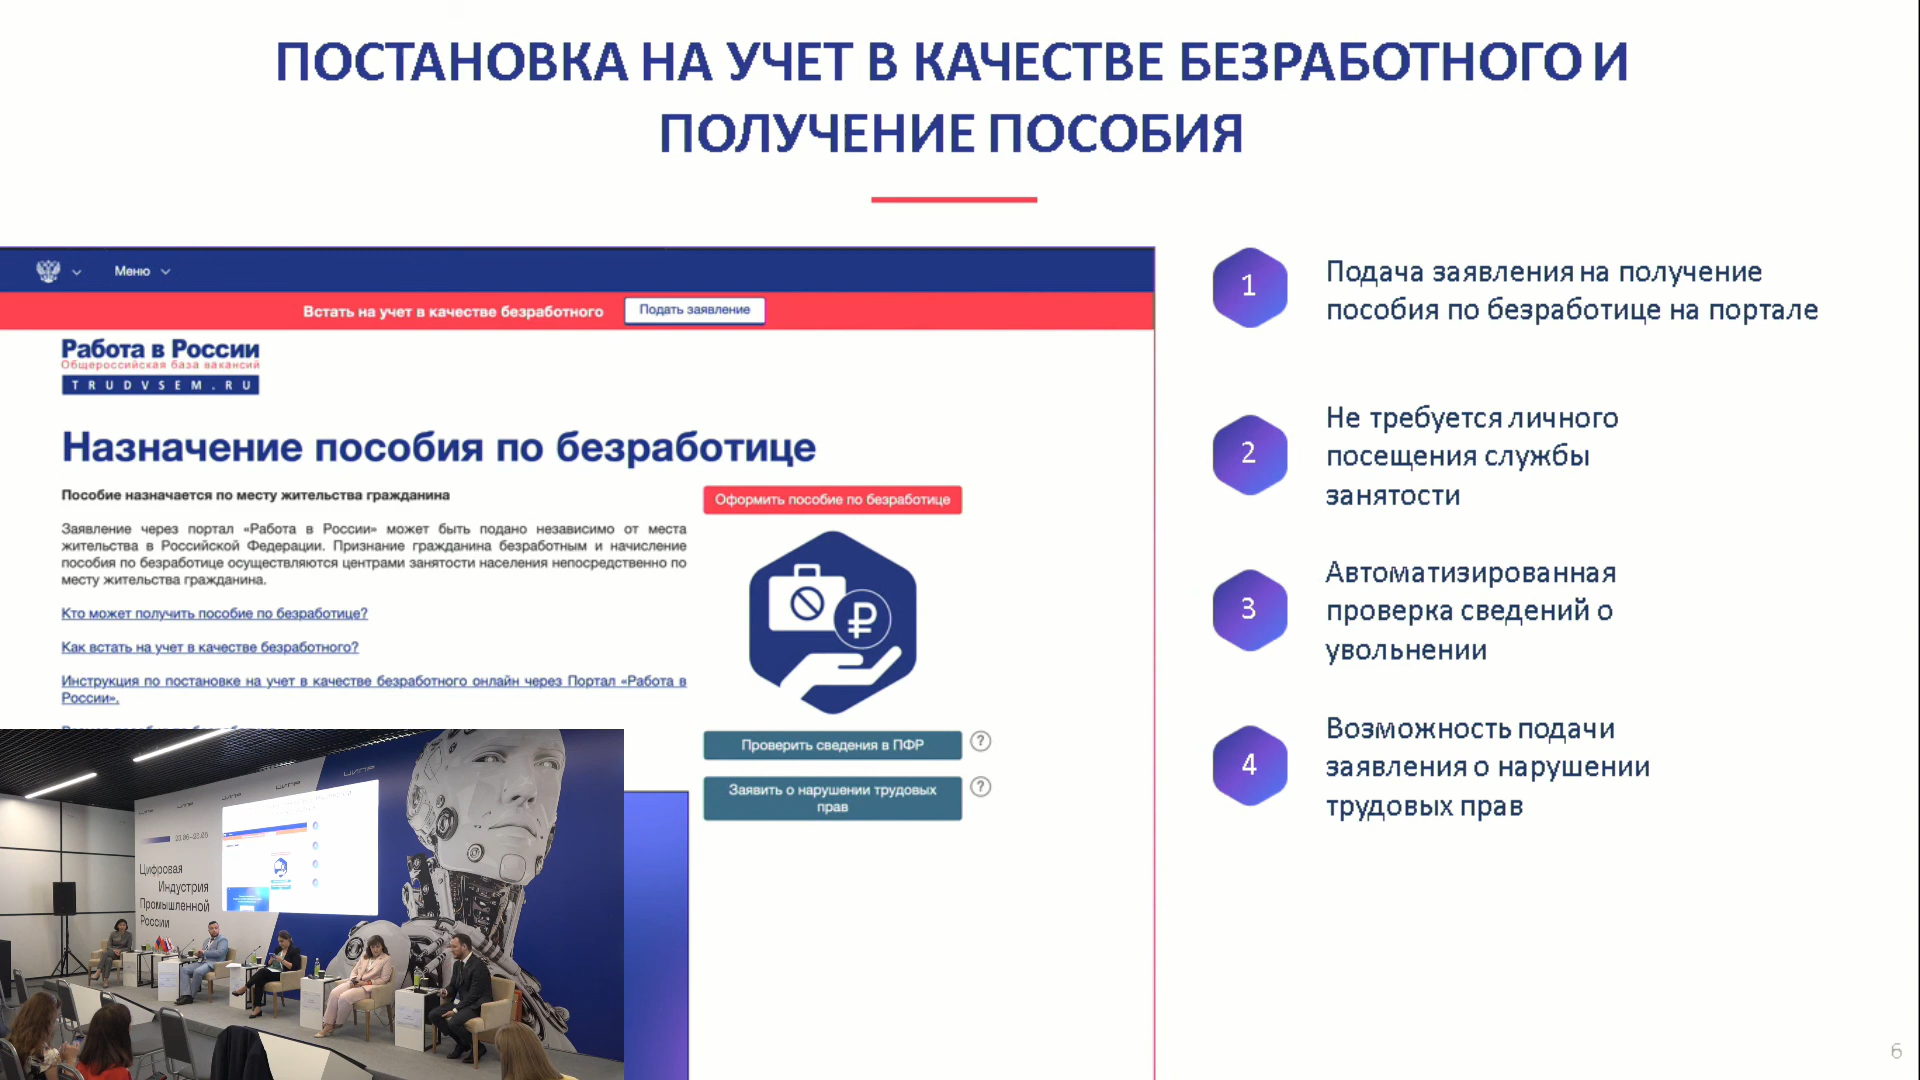 ПОСТАНОВКА НА УЧЕТ В КАЧЕСТВЕ БЕЗРАБОТНОГО И
ПОЛУЧЕНИЕ ПОСОБИЯ
Меню
Встать на учет в качестве безработного
Подать заявление
Работа в России
Общероссийская база вакансий
TRUDVSEM.RU
Назначение пособия по безработице
Пособие назначается по месту жительства гражданина
Заявление через портал «Работа в России» может быть подано независимо от места
жительства в Российской Федерации. Признание гражданина безработным и начисление
пособия по безработице осуществляются центрами занятости населения непосредственно по
месту жительства гражданина.
Кто может получить пособие по безработице?
Как встать на учет в качестве безработного?
Инструкция по постановке на учет в качестве безработного онлайн через Портал «Работа в
России».
Оформить пособие по безработице
Проверить сведения в ПФР
?
Заявить о нарушении трудовых
прав
?
1
Подача заявления на получение
пособия по безработице на портале
2
Не требуется личного
посещения службы
занятости
3
Автоматизированная
проверка сведений о
увольнении
4
Возможность подачи
заявления о нарушении
трудовых прав
ЦИПР
Цифровая
Индустрия
Промышленной
России
6